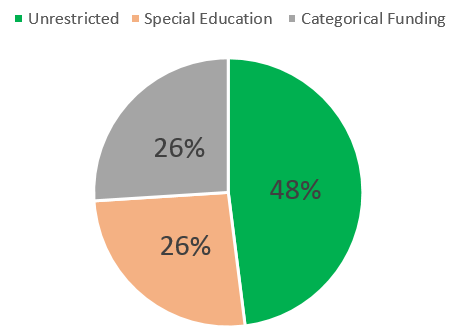 Unrestricted Special Education Categorical Funding
26%
48%
26%